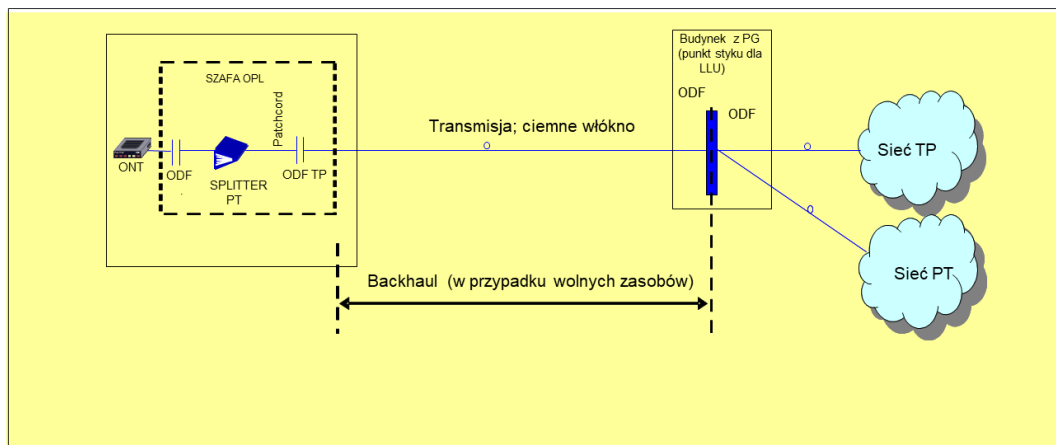 Budynek z PG
(punkt styku dla
LLU)
SZAFA OPL
Patchcord
ODF
ODF
Transmisja; ciemne włókno
Sieć TP
ONT
ODF
SPLITTER
PT
ODF TP
.
Sieć PT
Backhaul (w przypadku wolnych zasobów)